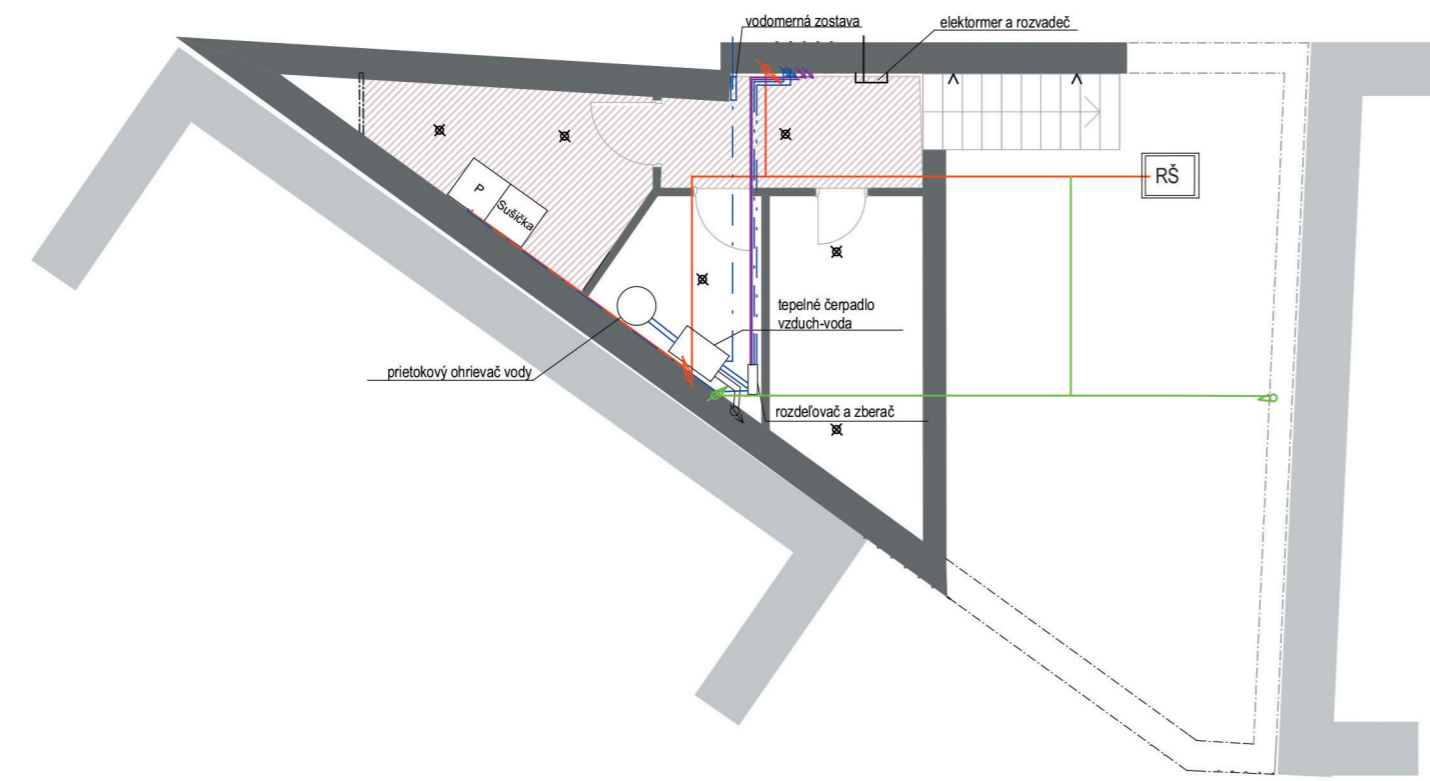 vodomerná zostava
elektormer a rozvadeč
RŠ
P
Sušička
tepelné čerpadlo
vzduch-voda
prietokový ohrievač vody
rozdeľovač a zberač